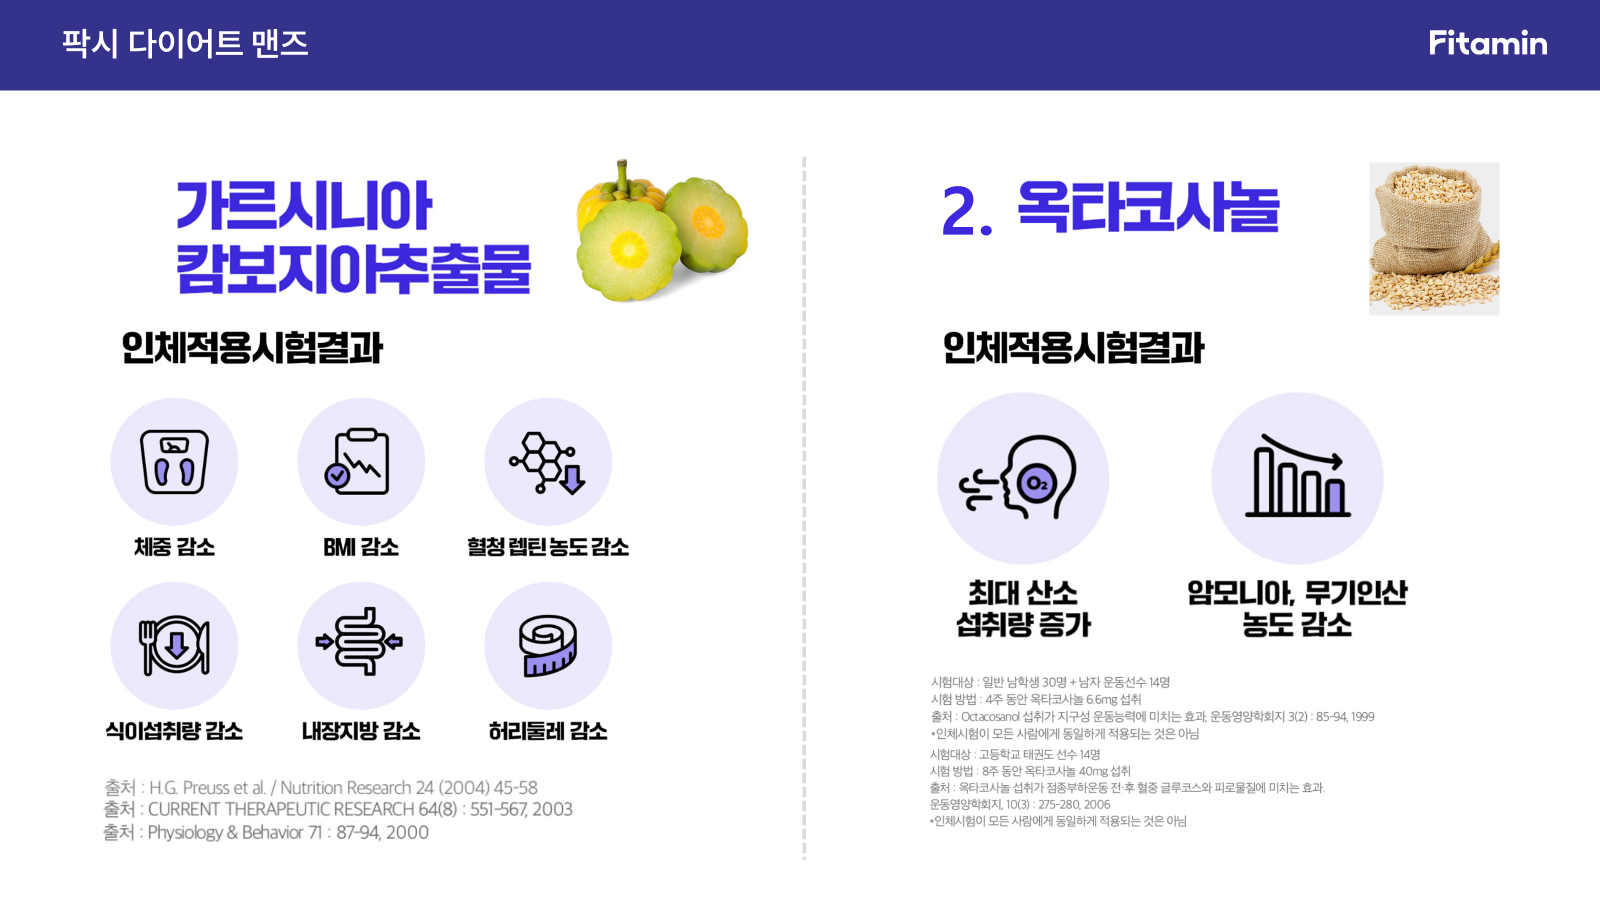 팍시 다이어트 맨즈
Fitamin
가르시니아
캄보지아추출물
인체적용시험결과
체중 감소
BMI 감소
혈청 렙틴 농도 감소
식이섭취량 감소
내장지방 감소
허리둘레 감소
출처 : H.G. Preuss et al. / Nutrition Research 24 (2004) 45-58
출처 : CURRENT THERAPEUTIC RESEARCH 64(8) : 551-567, 2003
출처 : Physiology & Behavior 71 : 87-94, 2000
2. 옥타코사놀
인체적용시험결과
O₂
최대 산소
섭취량 증가
암모니아, 무기인산
농도 감소
시험대상 : 일반 남학생 30명 + 남자 운동선수 14명
시험 방법 : 4주 동안 옥타코사놀 6.6mg 섭취
출처 : Octacosanol 섭취가 지구성 운동능력에 미치는 효과, 운동영양학회지 3(2) : 85-94, 1999
•인체시험이 모든 사람에게 동일하게 적용되는 것은 아님
시험대상 : 고등학교 태권도 선수 14명
시험 방법 : 8주 동안 옥타코사놀 40mg 섭취
출처 : 옥타코사놀 섭취가 점증부하운동 전·후 혈중 글루코스와 피로물질에 미치는 효과.
운동영양학회지, 10(3) : 275-280, 2006
•인체시험이 모든 사람에게 동일하게 적용되는 것은 아님